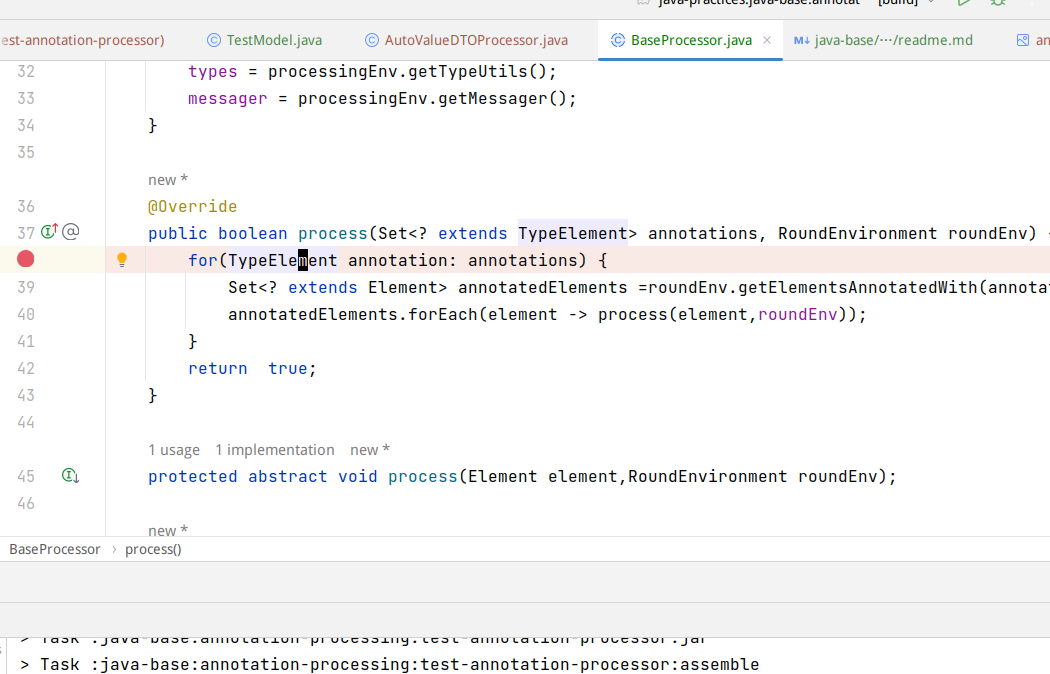 java-practices:java-base:annotat [build]
est-annotation-processor) TestModel.java AutoValueDTOProcessor.java BaseProcessor.java M↓ java-base/···/readme.md an
32 types = processingEnv.getTypeUtils();
33 messager = processingEnv.getMessager();
34 }
35
new *
36 @Override
37 public boolean process(Set<? extends TypeElement> annotations, RoundEnvironment roundEnv)
for(TypeElement annotation: annotations) {
39 Set<? extends Element> annotatedElements =roundEnv.getElementsAnnotatedWith(annotat
40 annotatedElements.forEach(element -> process(element,roundEnv));
41 }
42 return  true;
43 }
44
1 usage 1 implementation new *
45 protected abstract void process(Element element,RoundEnvironment roundEnv);
46
new *
BaseProcessor › process()
> Task :java-base:annotation-processing:test-annotation-processor:jar
> Task :java-base:annotation-processing:test-annotation-processor:assemble